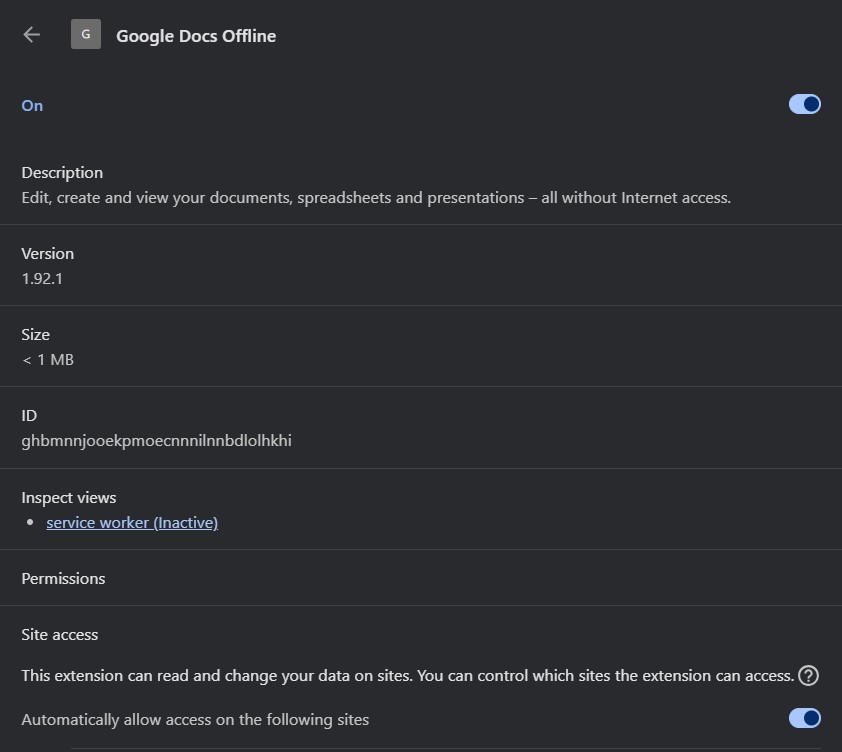 G
Google Docs Offline
On
Description
Edit, create and view your documents, spreadsheets and presentations – all without Internet access.
Version
1.92.1
Size
< 1 MB
ID
ghbmnnjooekpmoecnnnilnnbdlolhkhi
Inspect views
service worker (Inactive)
Permissions
Site access
This extension can read and change your data on sites. You can control which sites the extension can access. ?
Automatically allow access on the following sites